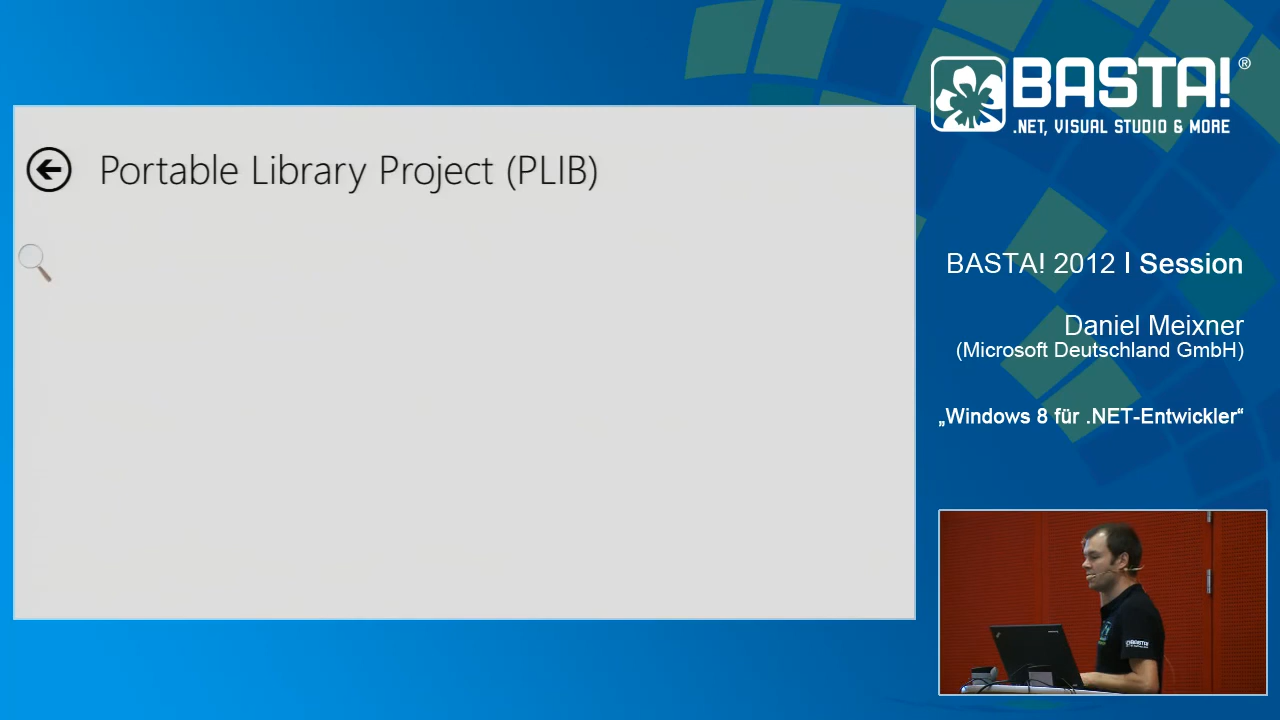 Portable Library Project (PLIB)
BASTA!®
.NET, VISUAL STUDIO & MORE
BASTA! 2012 I Session
Daniel Meixner
(Microsoft Deutschland GmbH)
„Windows 8 für .NET-Entwickler“
BASTA!